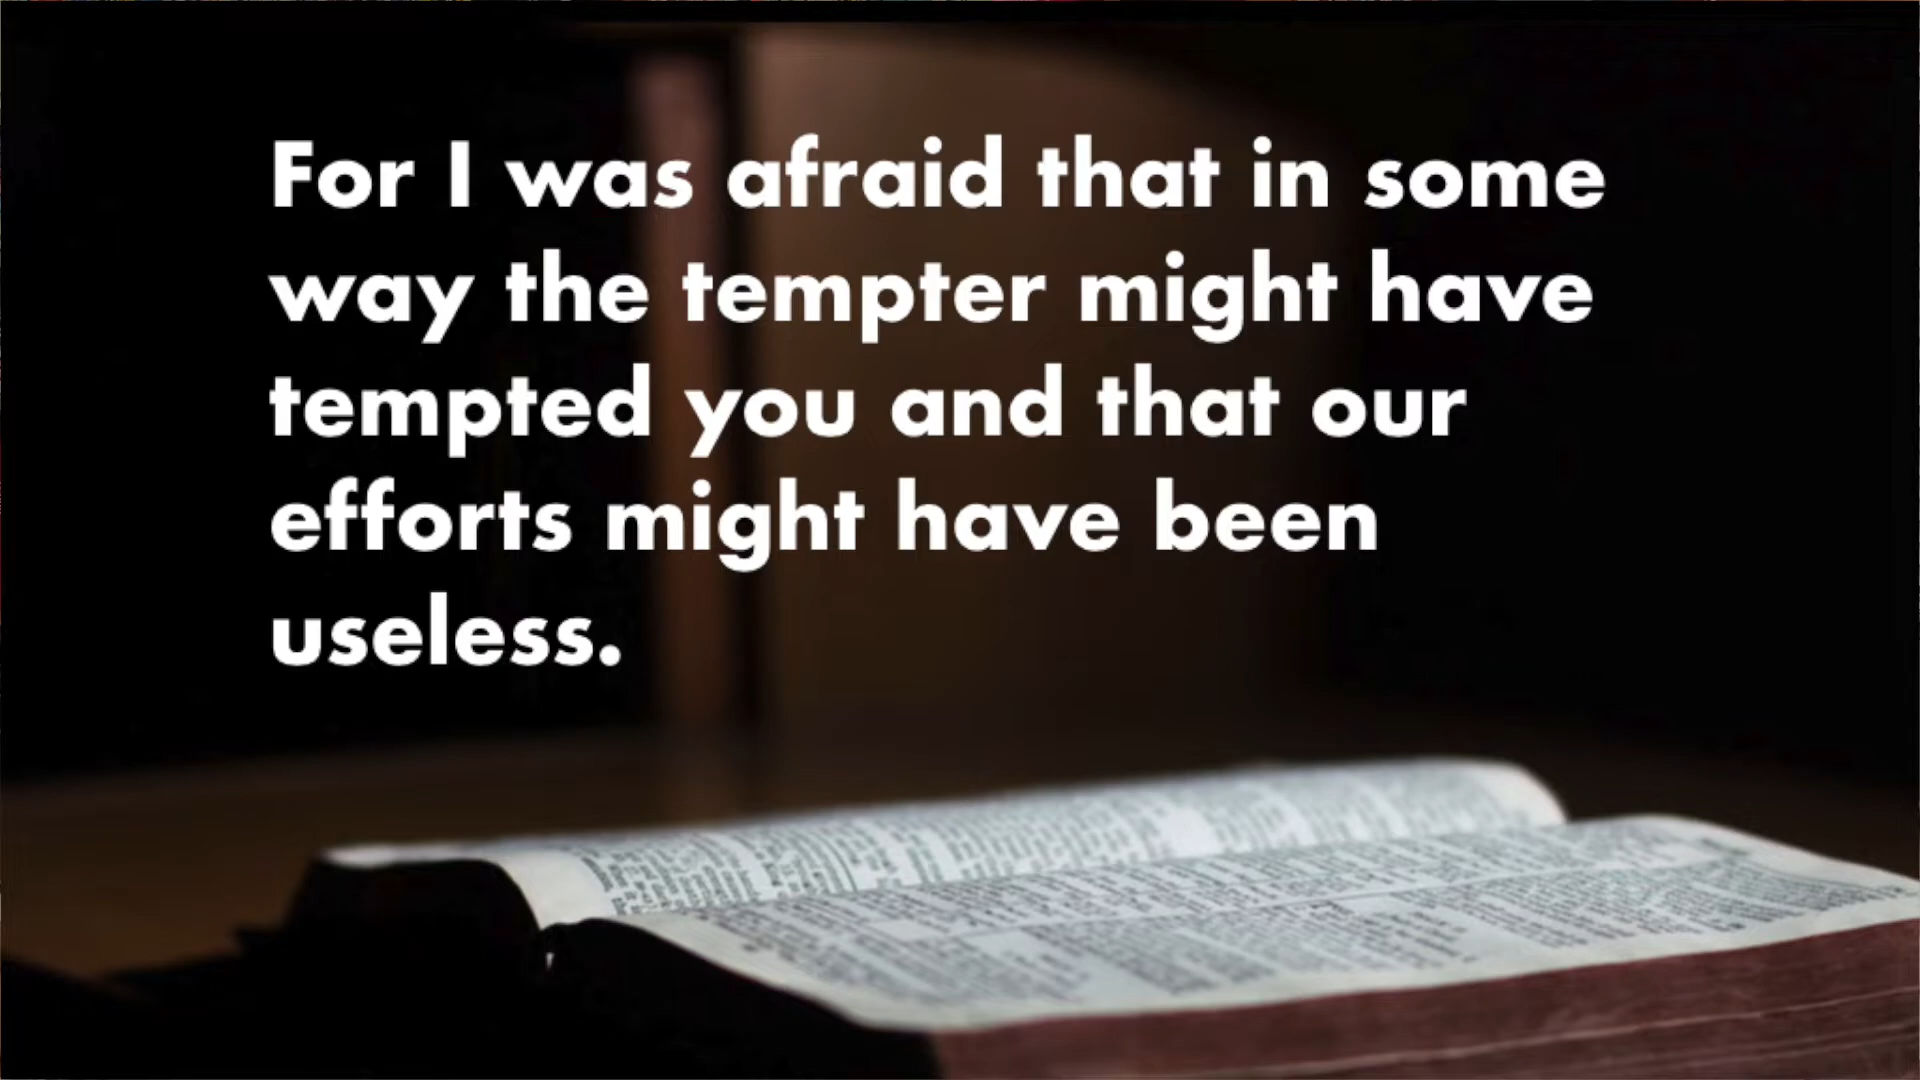 For I was afraid that in some
way the tempter might have
tempted you and that our
efforts might have been
useless.